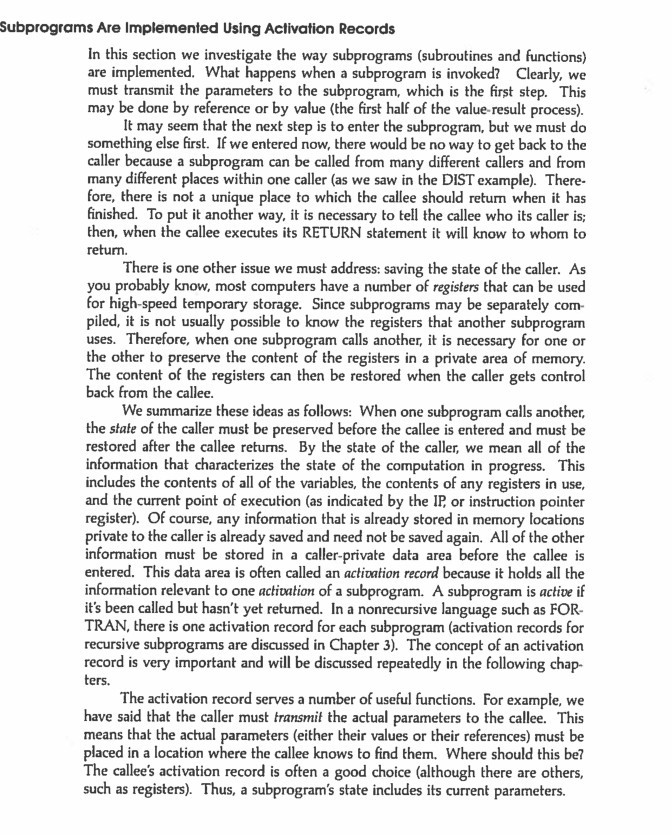 Subprograms Are Implemented Using Activation Records
In this section we investigate the way subprograms (subroutines and functions)
are implemented. What happens when a subprogram is invoked? Clearly, we
must transmit the parameters to the subprogram, which is the first step. This
may be done by reference or by value (the first half of the value-result process).
It may seem that the next step is to enter the subprogram, but we must do
something else first. If we entered now, there would be no way to get back to the
caller because a subprogram can be called from many different callers and from
many different places within one caller (as we saw in the DIST example). There-
fore, there is not a unique place to which the callee should return when it has
finished. To put it another way, it is necessary to tell the callee who its caller is;
then, when the callee executes its RETURN statement it will know to whom to
return.
There is one other issue we must address: saving the state of the caller. As
you probably know, most computers have a number of registers that can be used
for high-speed temporary storage. Since subprograms may be separately com-
piled, it is not usually possible to know the registers that another subprogram
uses. Therefore, when one subprogram calls another, it is necessary for one or
the other to preserve the content of the registers in a private area of memory.
The content of the registers can then be restored when the caller gets control
back from the callee.
We summarize these ideas as follows: When one subprogram calls another,
the state of the caller must be preserved before the callee is entered and must be
restored after the callee returns. By the state of the caller, we mean all of the
information that characterizes the state of the computation in progress. This
includes the contents of all of the variables, the contents of any registers in use,
and the current point of execution (as indicated by the IP, or instruction pointer
register). Of course, any information that is already stored in memory locations
private to the caller is already saved and need not be saved again. All of the other
information must be stored in a caller-private data area before the callee is
entered. This data area is often called an activation record because it holds all the
information relevant to one activation of a subprogram. A subprogram is active if
it's been called but hasn't yet returned. In a nonrecursive language such as FOR-
TRAN, there is one activation record for each subprogram (activation records for
recursive subprograms are discussed in Chapter 3). The concept of an activation
record is very important and will be discussed repeatedly in the following chap-
ters.
The activation record serves a number of useful functions. For example, we
have said that the caller must transmit the actual parameters to the callee. This
means that the actual parameters (either their values or their references) must be
placed in a location where the callee knows to find them. Where should this be?
The callee's activation record is often a good choice (although there are others,
such as registers). Thus, a subprogram's state includes its current parameters.